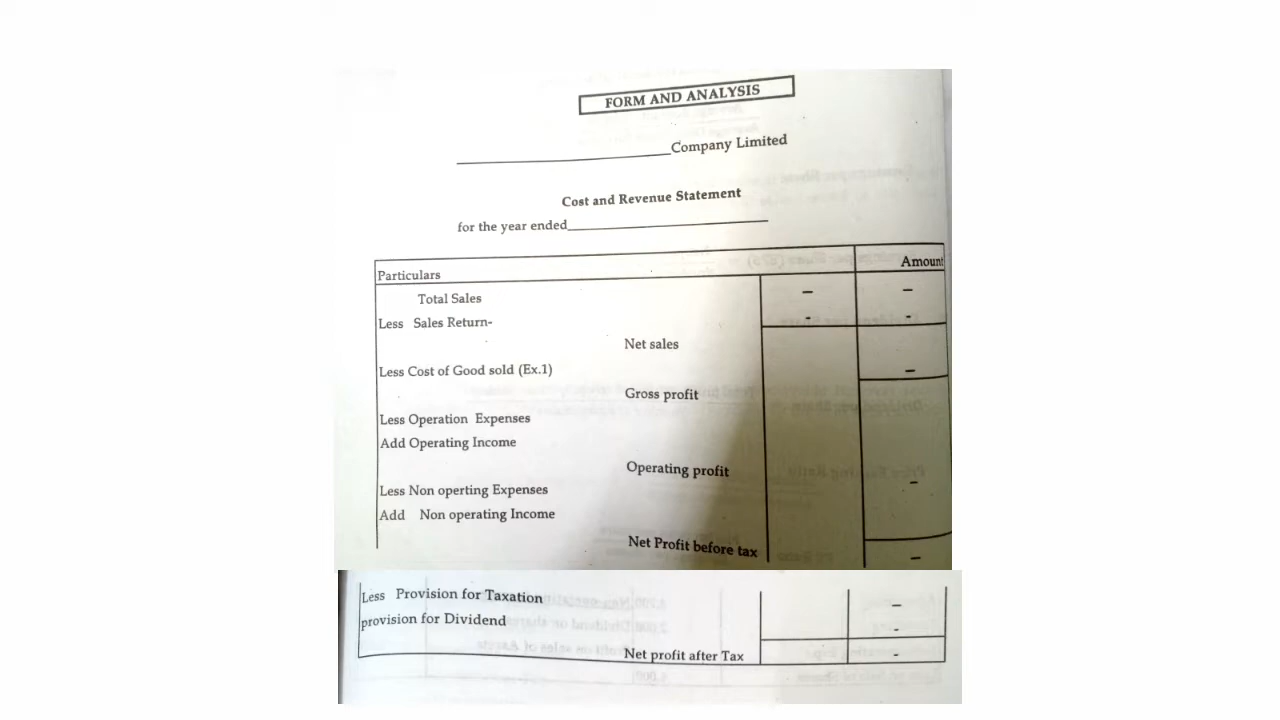 FORM AND ANALYSIS
____________________Company Limited
Cost and Revenue Statement
for the year ended____________________
Particulars Amount
Total Sales – –
Less Sales Return- - -
Net sales
Less Cost of Good sold (Ex.1) –
Gross profit
Less Operation Expenses
Add Operating Income
Operating profit
Less Non operting Expenses –
Add Non operating Income
Net Profit before tax –
Less Provision for Taxation –
provision for Dividend -
Net profit after Tax -